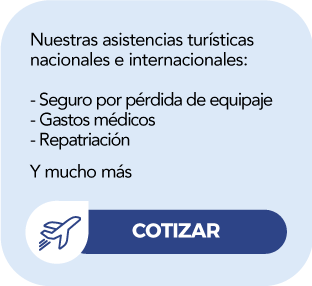 Nuestras asistencias turísticas
nacionales e internacionales:
- Seguro por pérdida de equipaje
- Gastos médicos
- Repatriación
Y mucho más
COTIZAR